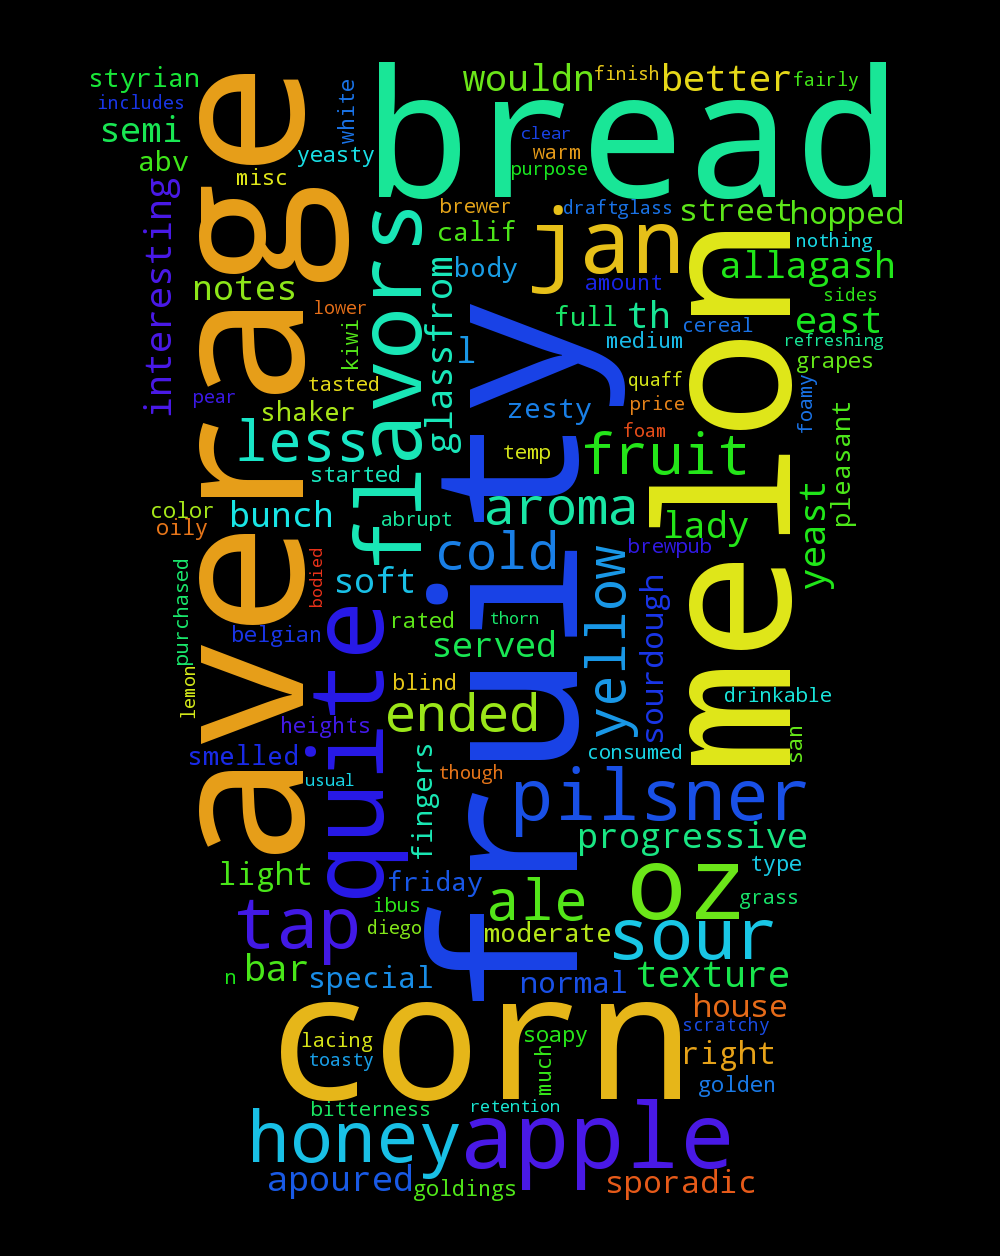 styrian
wouldn
finish
better
fairly
includes
white
bread
semi
clear
abv
yeasty
warm
misc
purpose
average
interesting
flavors
brewer
draftglass
street
hopped
calif
jan
nothing
body
allagash
notes
glassfrom
amount
melon
sides
lower
full
th
cereal
east
kiwi
l
medium
refreshing
fruity
grapes
pear
tasted
quaff
foamy
shaker
zesty
price
less
foam
fruit
pleasant
started
temp
color
bunch
abrupt
aroma
lady
yeast
oily
cold
brewpub
purchased
bodied
soft
yellow
sourdough
belgian
quite
rated
thorn
served
lemon
blind
drinkable
heights
ended
smelled
consumed
san
usual
fingers
though
pilsner
progressive
light
friday
oz
type
ibus
ale
grass
tap
diego
moderate
sour
n
bar
special
normal
texture
corn
house
lacing
soapy
scratchy
toasty
much
right
golden
bitterness
retention
honey
apple
apoured
goldings
sporadic